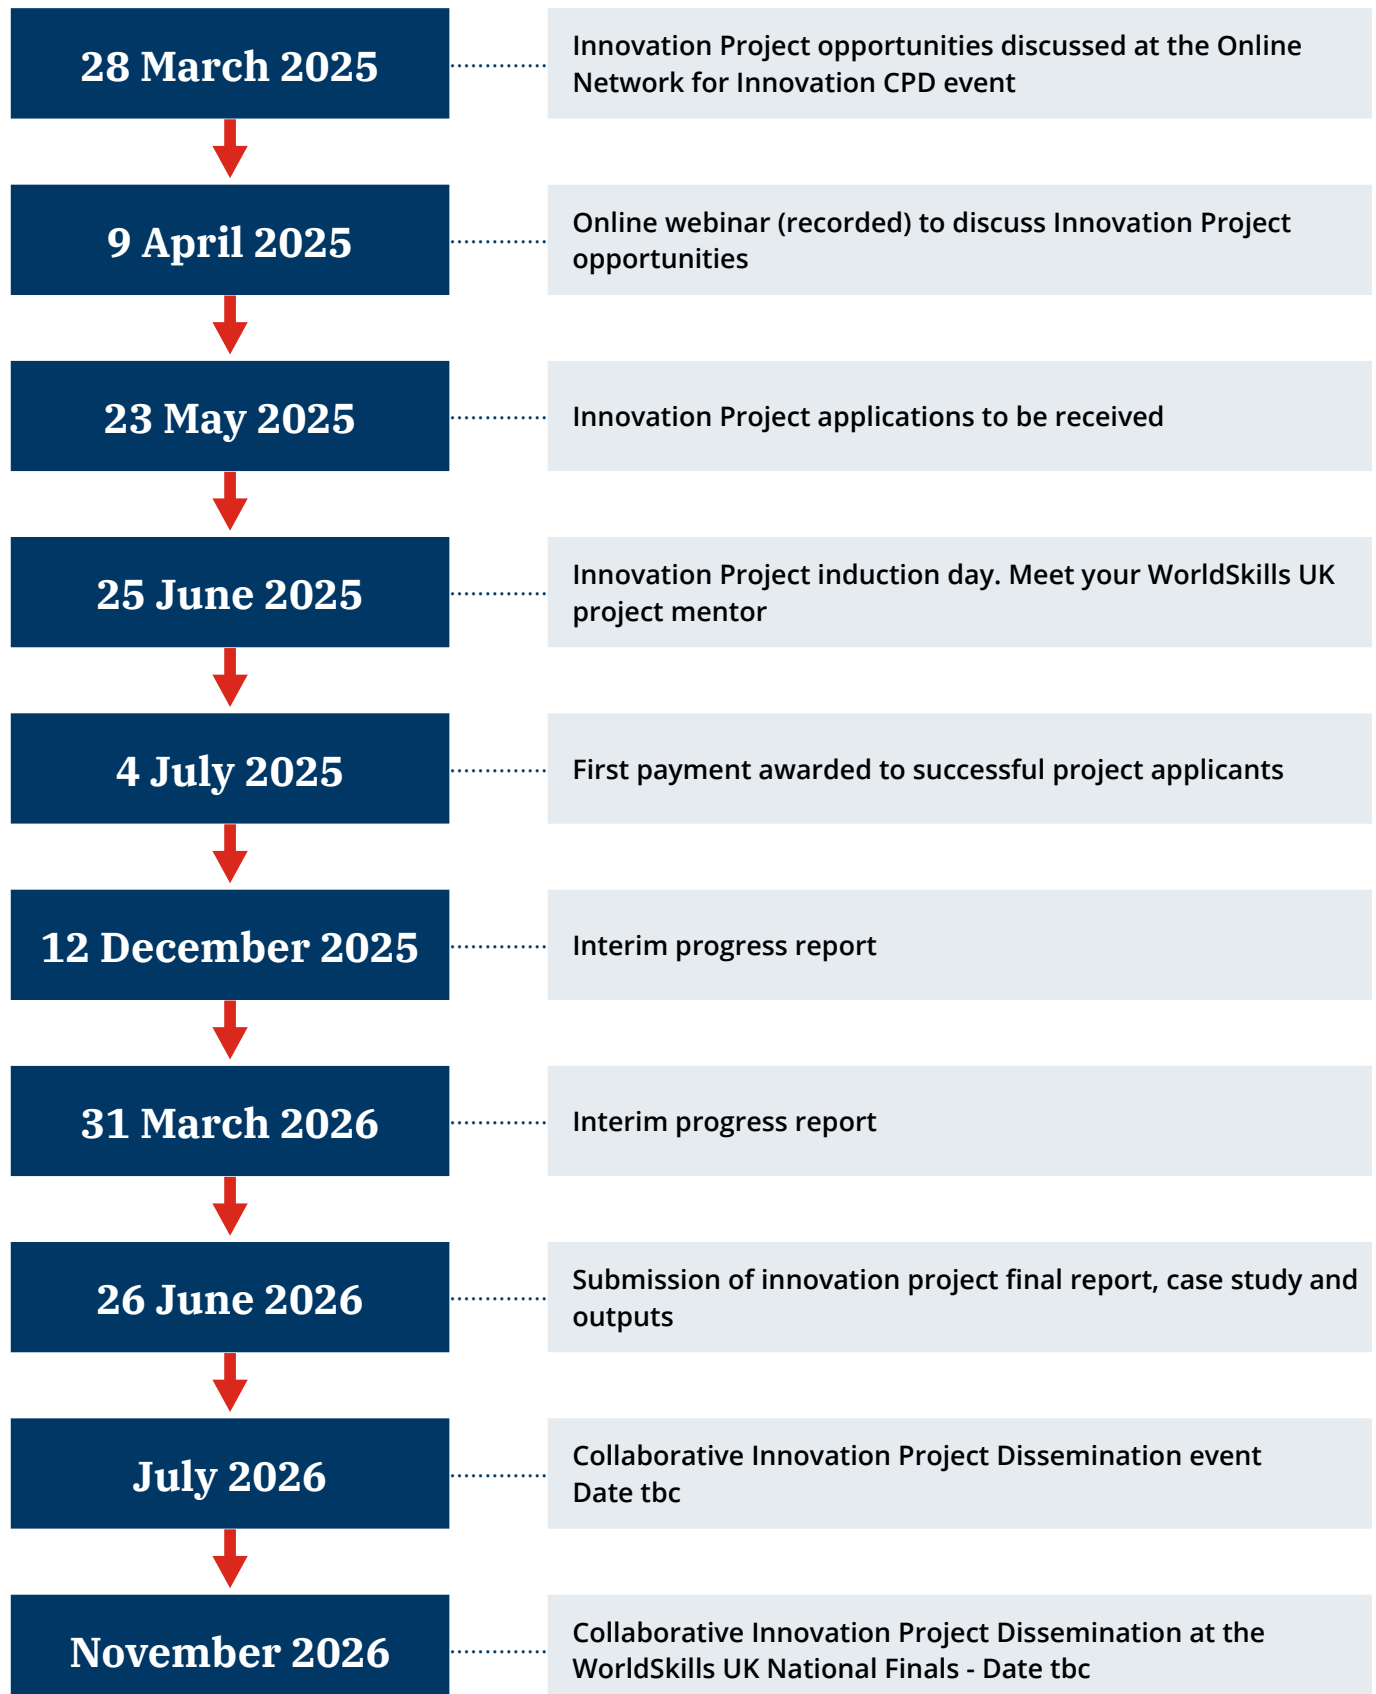 28 March 2025
Innovation Project opportunities discussed at the Online
Network for Innovation CPD event
9 April 2025
Online webinar (recorded) to discuss Innovation Project
opportunities
23 May 2025
Innovation Project applications to be received
25 June 2025
Innovation Project induction day. Meet your WorldSkills UK
project mentor
4 July 2025
First payment awarded to successful project applicants
12 December 2025
Interim progress report
31 March 2026
Interim progress report
26 June 2026
Submission of innovation project final report, case study and
outputs
July 2026
Collaborative Innovation Project Dissemination event
Date tbc
November 2026
Collaborative Innovation Project Dissemination at the
WorldSkills UK National Finals - Date tbc